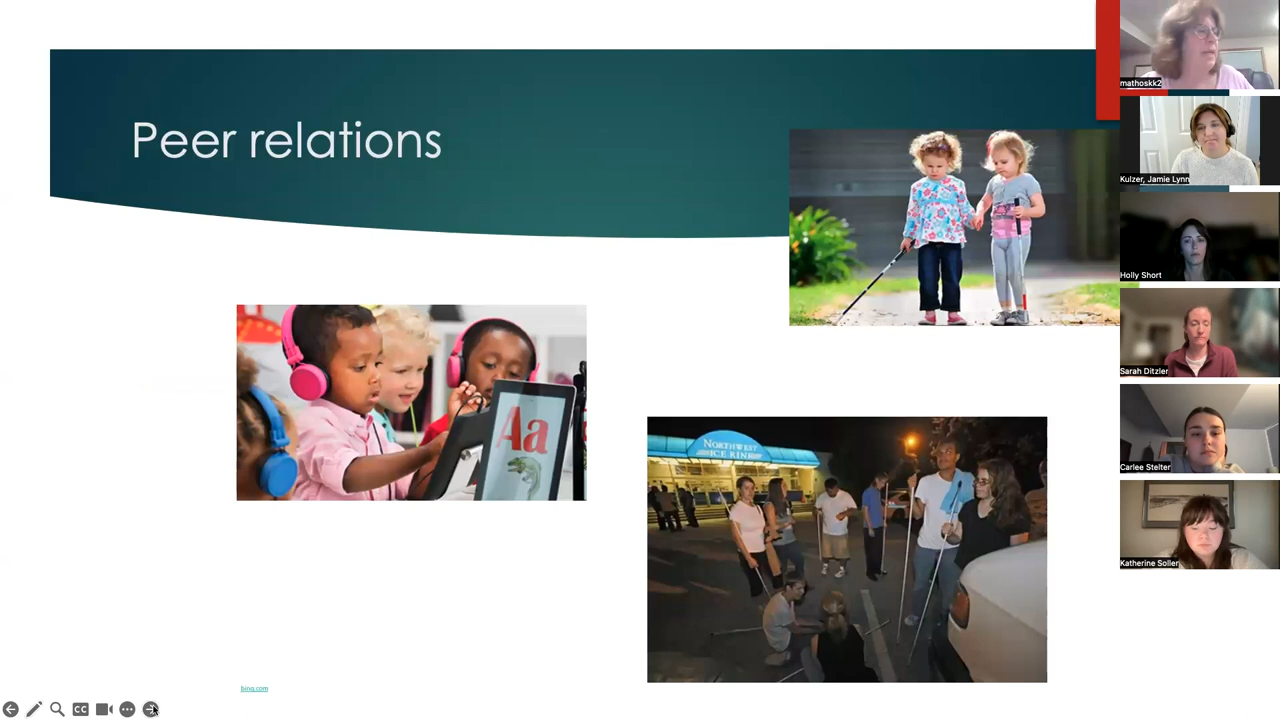 Peer relations
Aa
NORTHWEST
ICE RINK
bing.com
CC
mathoskk2
Kulzer, Jamie Lynn
Holly Short
Sarah Ditzler
Carlee Stelter
Katherine Soller